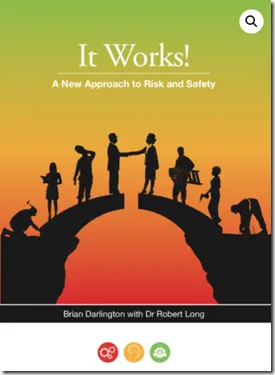 It Works!
A New Approach to Risk and Safety
Brian Darlington with Dr Robert Long